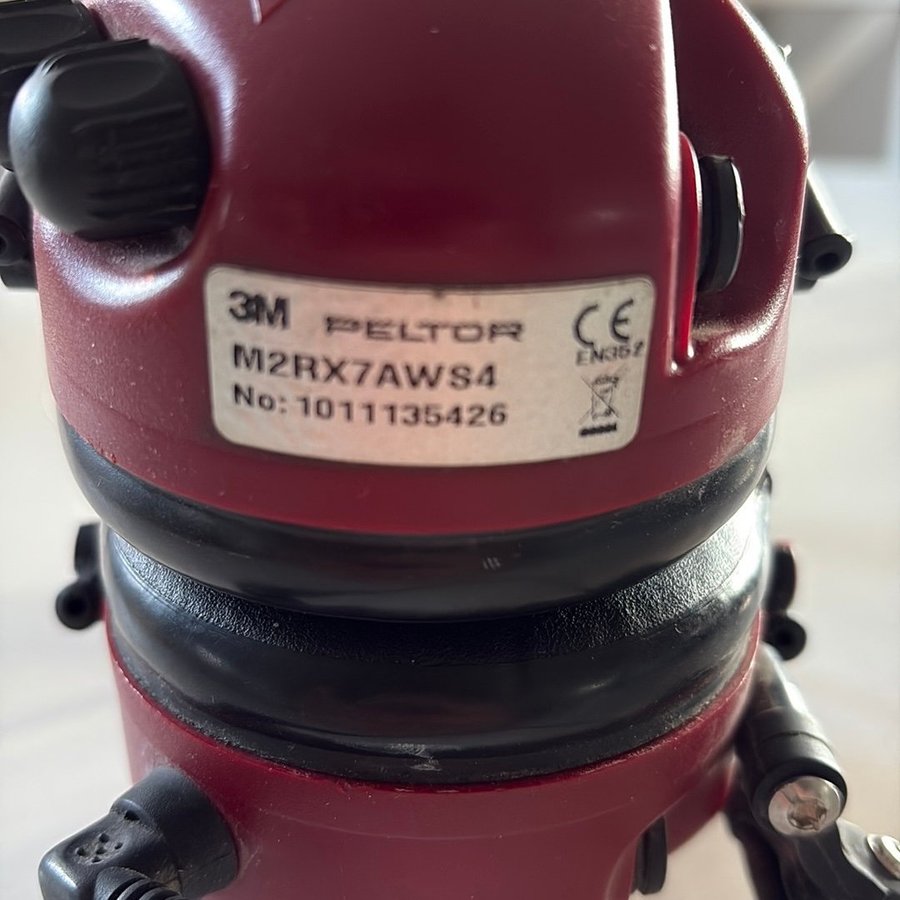 3M PELTOR
M2RX7AWS4
No: 1011135426
CE
EN352